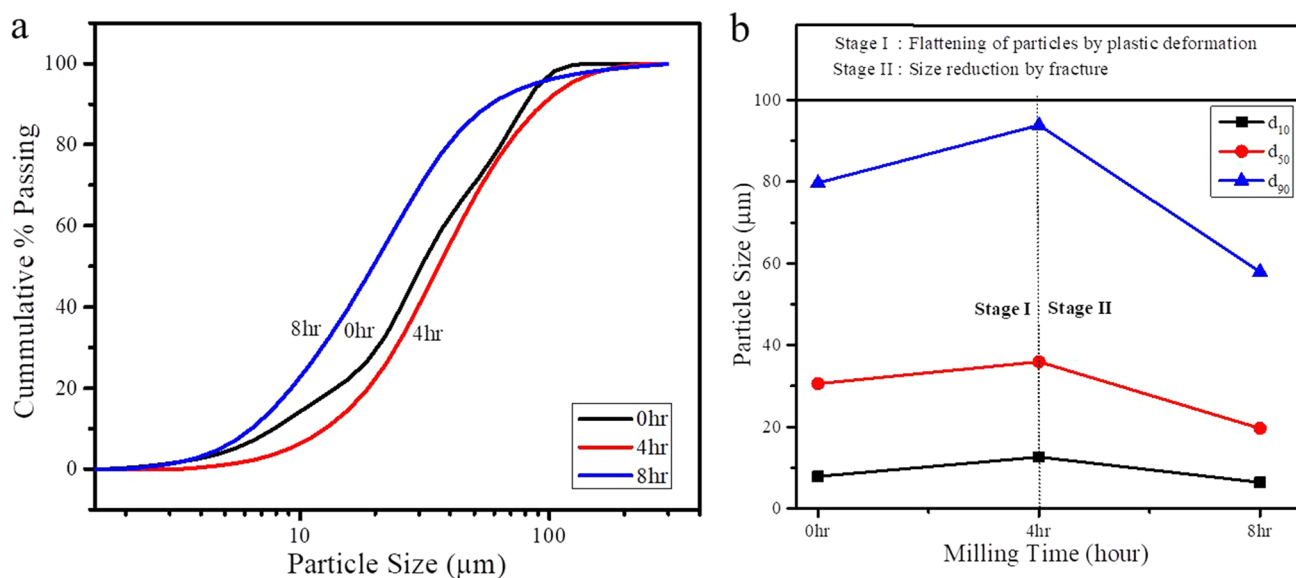 a
100
80
60
40
20
0
Cummulative % Passing
8hr
0hr
4hr
0hr
4hr
8hr
10
100
Particle Size (µm)
b
Stage I : Flattening of particles by plastic deformation
Stage II : Size reduction by fracture
100
80
60
40
20
0
Particle Size (µm)
d10
d50
d90
Stage I
Stage II
0hr
4hr
8hr
Milling Time (hour)